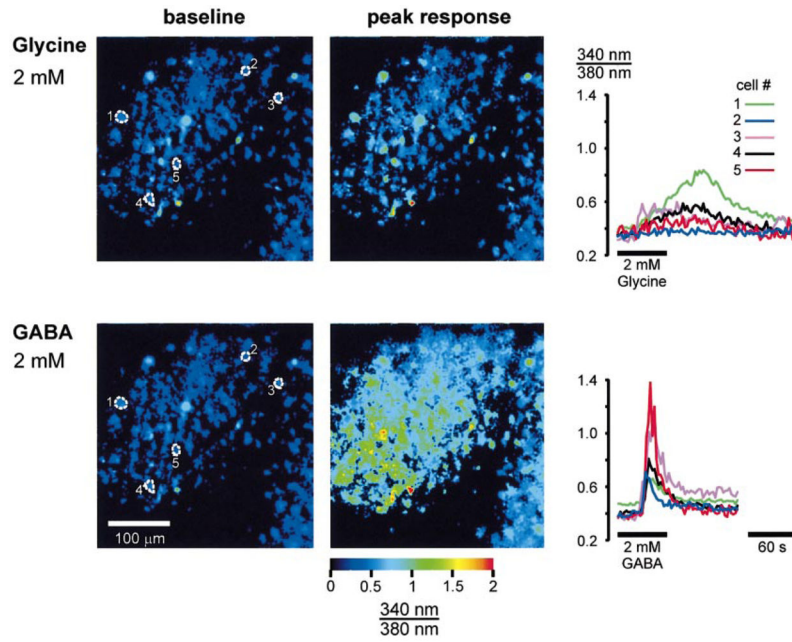 baseline
peak response
Glycine
2 mM
1
2
3
4
5
340 nm
380 nm
cell #
1
2
3
4
5
1.4
1.0
0.6
0.2
2 mM
Glycine
GABA
2 mM
1
2
3
4
5
100 μm
1.4
1.0
0.6
0.2
2 mM
GABA
60 s
0
0.5
1
1.5
2
340 nm
380 nm